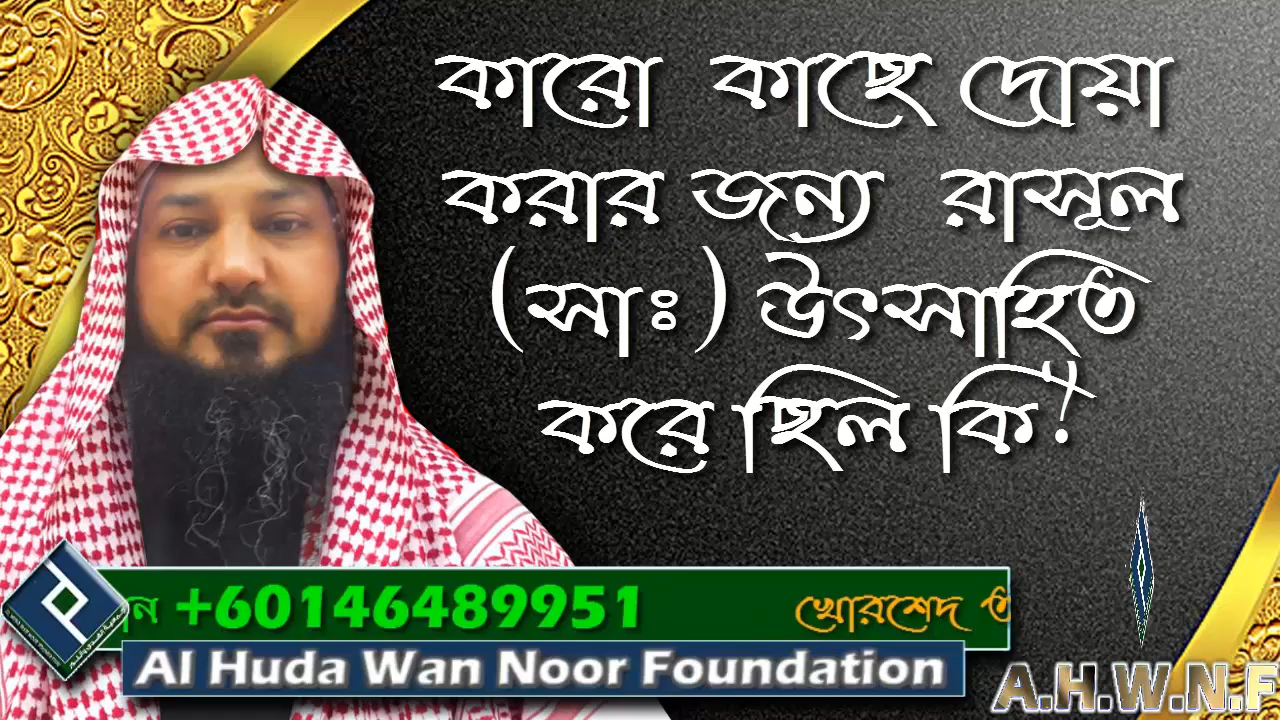 কারো কাছে দোয়া
করার জন্য রাসূল
(সাঃ) উৎসাহিত
করে ছিল কি?
ন +60146489951 খোরশেদ
Al Huda Wan Noor Foundation
A.H.W.N.F